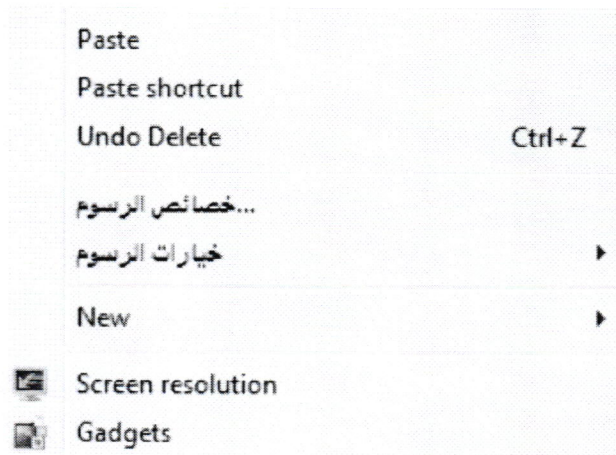 Paste
Paste shortcut
Undo Delete Ctrl+Z
خصائص الرسوم...
خيارات الرسوم
New
Screen resolution
Gadgets